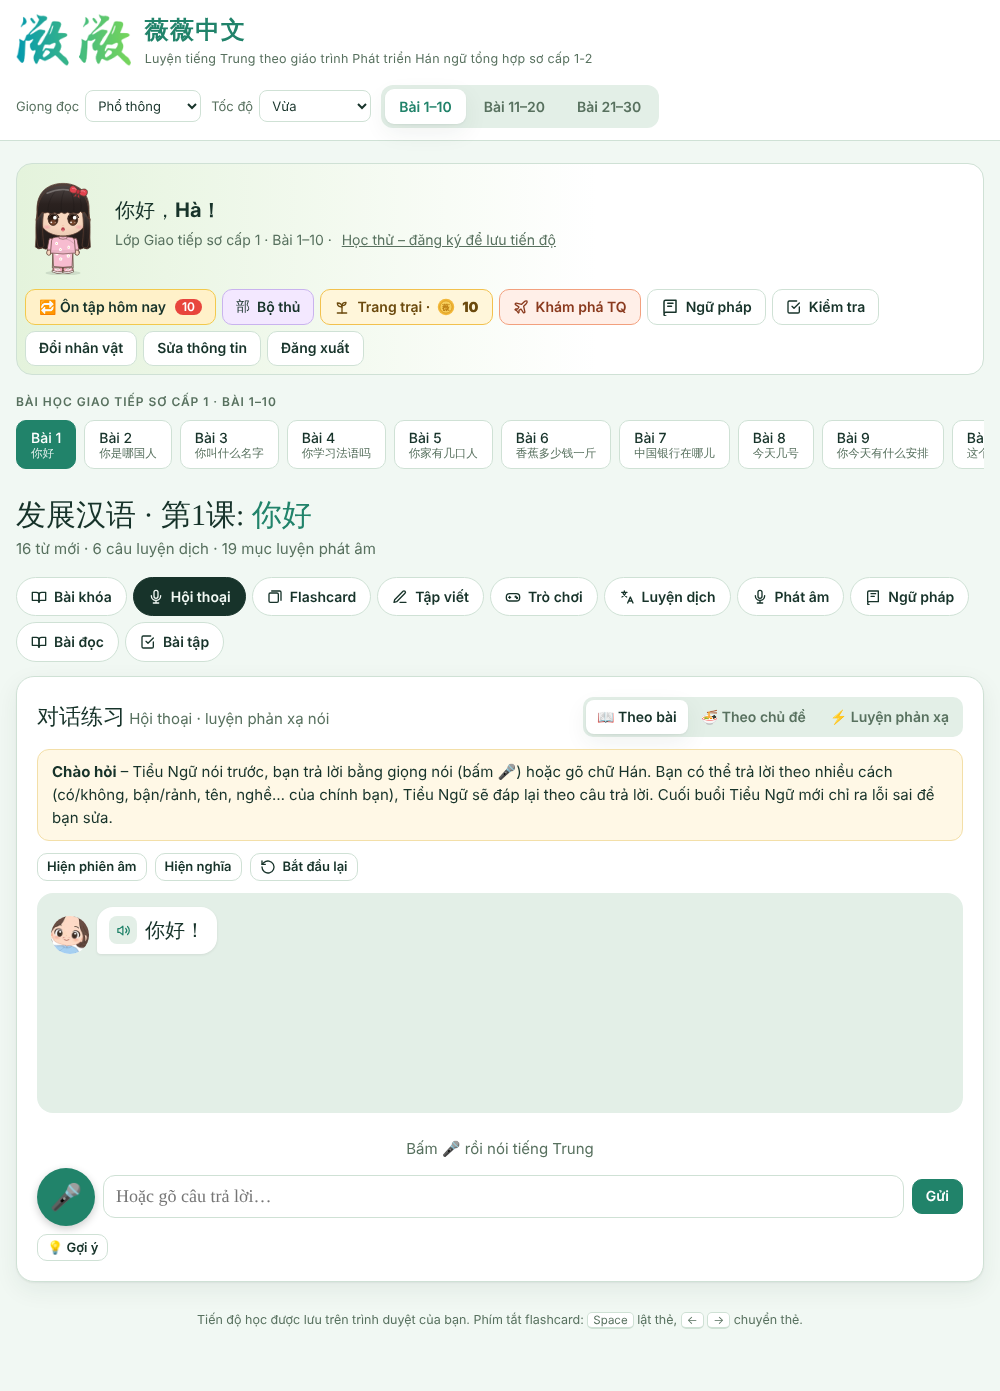 薇薇 薇薇中文
Luyện tiếng Trung theo giáo trình Phát triển Hán ngữ tổng hợp sơ cấp 1-2
Giọng đọc Phổ thông Tốc độ Vừa Bài 1–10 Bài 11–20 Bài 21–30
你好，Hà！
Lớp Giao tiếp sơ cấp 1 · Bài 1–10 · Học thử – đăng ký để lưu tiến độ
🔁 Ôn tập hôm nay 10 部 Bộ thủ Trang trại · 薇 10 Khám phá TQ Ngữ pháp Kiểm tra
Đổi nhân vật Sửa thông tin Đăng xuất
BÀI HỌC GIAO TIẾP SƠ CẤP 1 · BÀI 1–10
Bài 1 Bài 2 Bài 3 Bài 4 Bài 5 Bài 6 Bài 7 Bài 8 Bài 9
你好 你是哪国人 你叫什么名字 你学习法语吗 你家有几口人 香蕉多少钱一斤 中国银行在哪儿 今天几号 你今天有什么安排
发展汉语 · 第1课: 你好
16 từ mới · 6 câu luyện dịch · 19 mục luyện phát âm
Bài khóa Hội thoại Flashcard Tập viết Trò chơi Luyện dịch Phát âm Ngữ pháp
Bài đọc Bài tập
对话练习 Hội thoại · luyện phản xạ nói 📖 Theo bài 🍜 Theo chủ đề ⚡ Luyện phản xạ
Chào hỏi – Tiểu Ngữ nói trước, bạn trả lời bằng giọng nói (bấm 🎤) hoặc gõ chữ Hán. Bạn có thể trả lời theo nhiều cách
(có/không, bận/rảnh, tên, nghề... của chính bạn), Tiểu Ngữ sẽ đáp lại theo câu trả lời. Cuối buổi Tiểu Ngữ mới chỉ ra lỗi sai để
bạn sửa.
Hiện phiên âm Hiện nghĩa Bắt đầu lại
你好！
Bấm 🎤 rồi nói tiếng Trung
Hoặc gõ câu trả lời… Gửi
💡 Gợi ý
Tiến độ học được lưu trên trình duyệt của bạn. Phím tắt flashcard: Space lật thẻ, ← → chuyển thẻ.